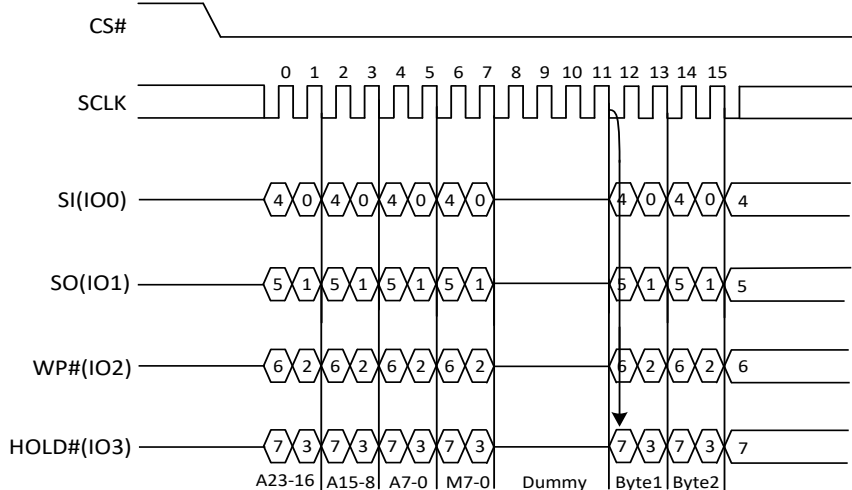 CS#
0 1 2 3 4 5 6 7 8 9 10 11 12 13 14 15
SCLK
SI(IO0) 4 0 4 0 4 0 4 0 4 0 4 0 4
SO(IO1) 5 1 5 1 5 1 5 1 5 1 5 1 5
WP#(IO2) 6 2 6 2 6 2 6 2 6 2 6 2 6
HOLD#(IO3) 7 3 7 3 7 3 7 3 7 3 7 3 7
A23-16 A15-8 A7-0 M7-0 Dummy Byte1 Byte2